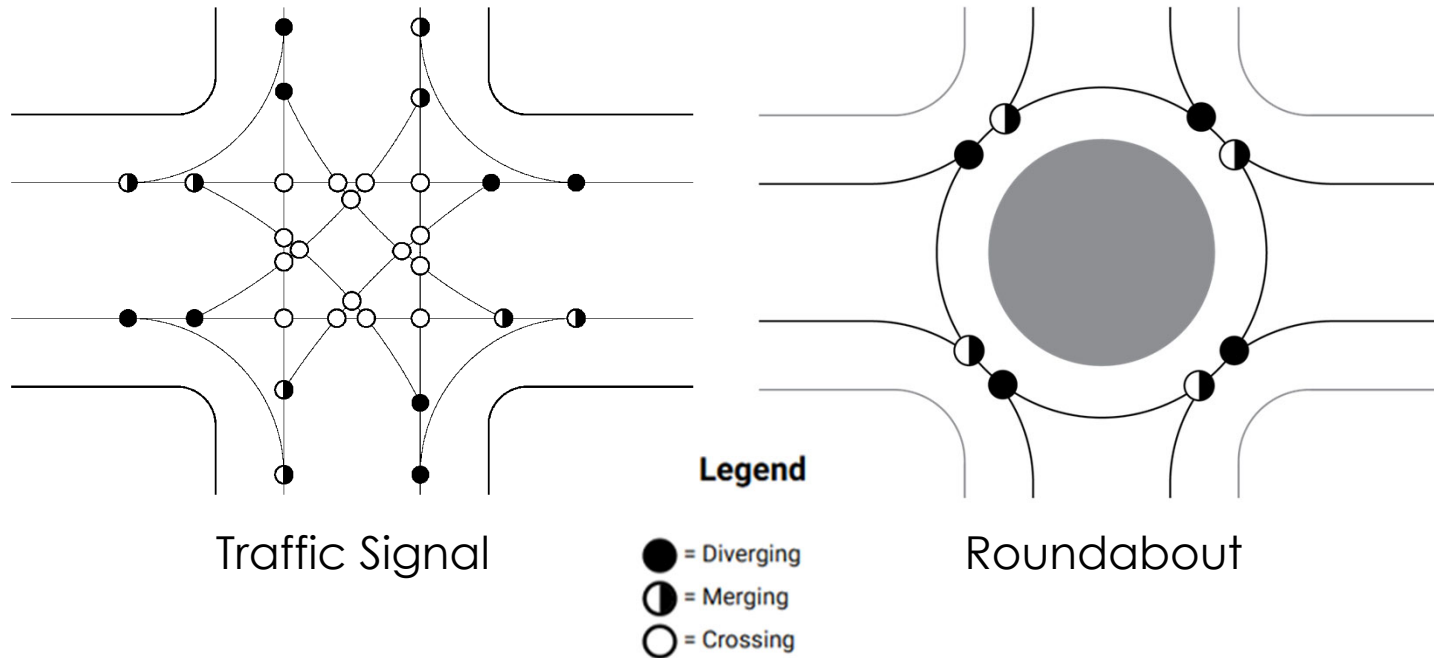 Traffic Signal
Legend
= Diverging
= Merging
= Crossing
Roundabout